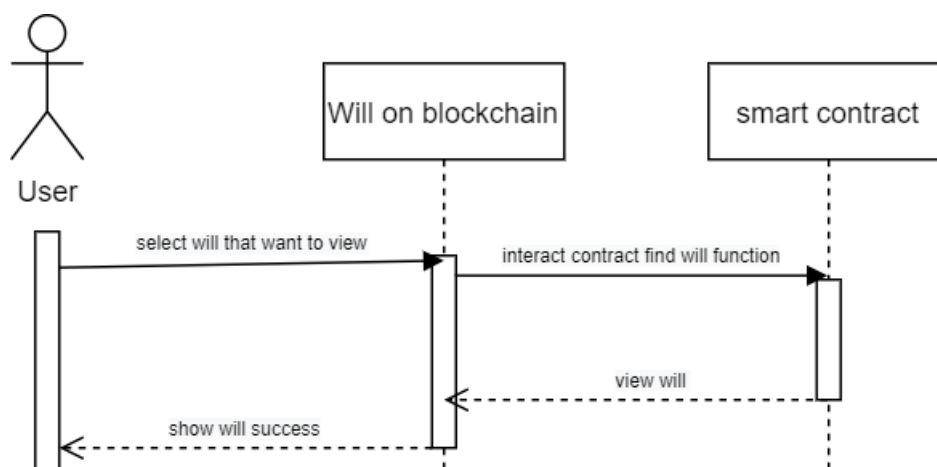 Will on blockchain
smart contract
User
select will that want to view
interact contract find will function
view will
show will success